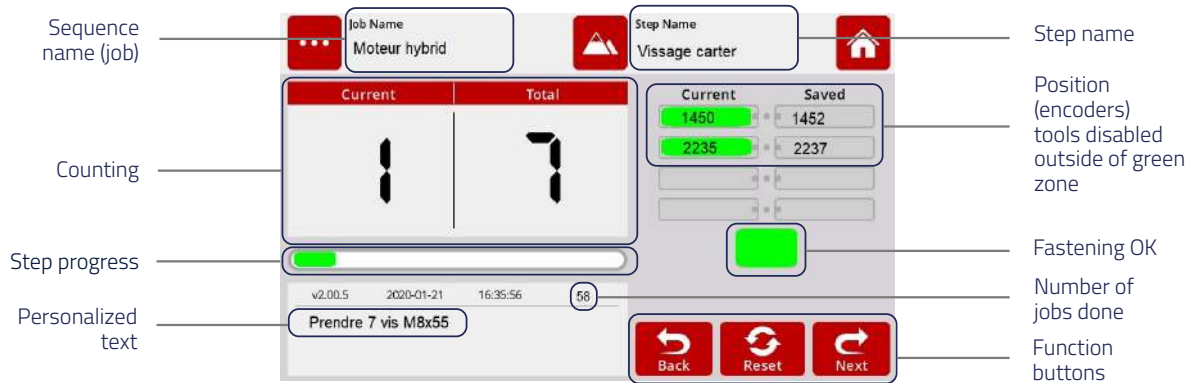 Sequence
name (job)
Counting
Step progress
Personalized
text
Job Name
Moteur hybrid
Step Name
Vissage carter
Current Total
1 7
Current Saved
1450 1452
2235 2237
v2.00.5 2020-01-21 16:35:56 58
Prendre 7 vis M8x55
Back Reset Next
Step name
Position
(encoders)
tools disabled
outside of green
zone
Fastening OK
Number of
jobs done
Function
buttons